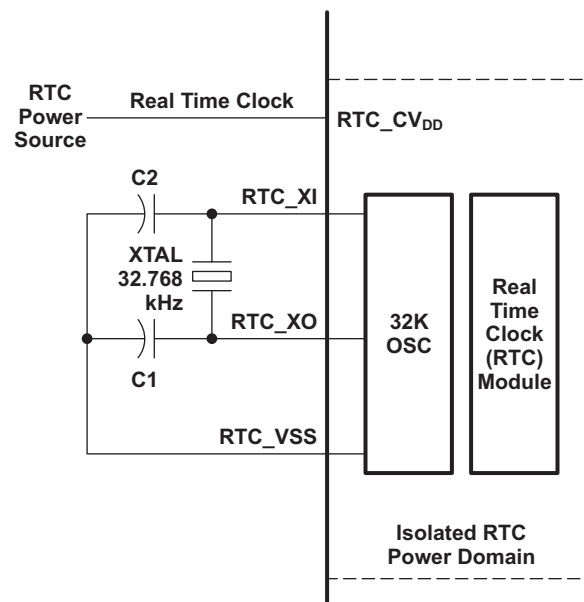 RTC
Power
Source
Real Time Clock
RTC_CVDD
C2
RTC_XI
XTAL
32.768
kHz
RTC_XO
C1
RTC_VSS
32K
OSC
Real
Time
Clock
(RTC)
Module
Isolated RTC
Power Domain